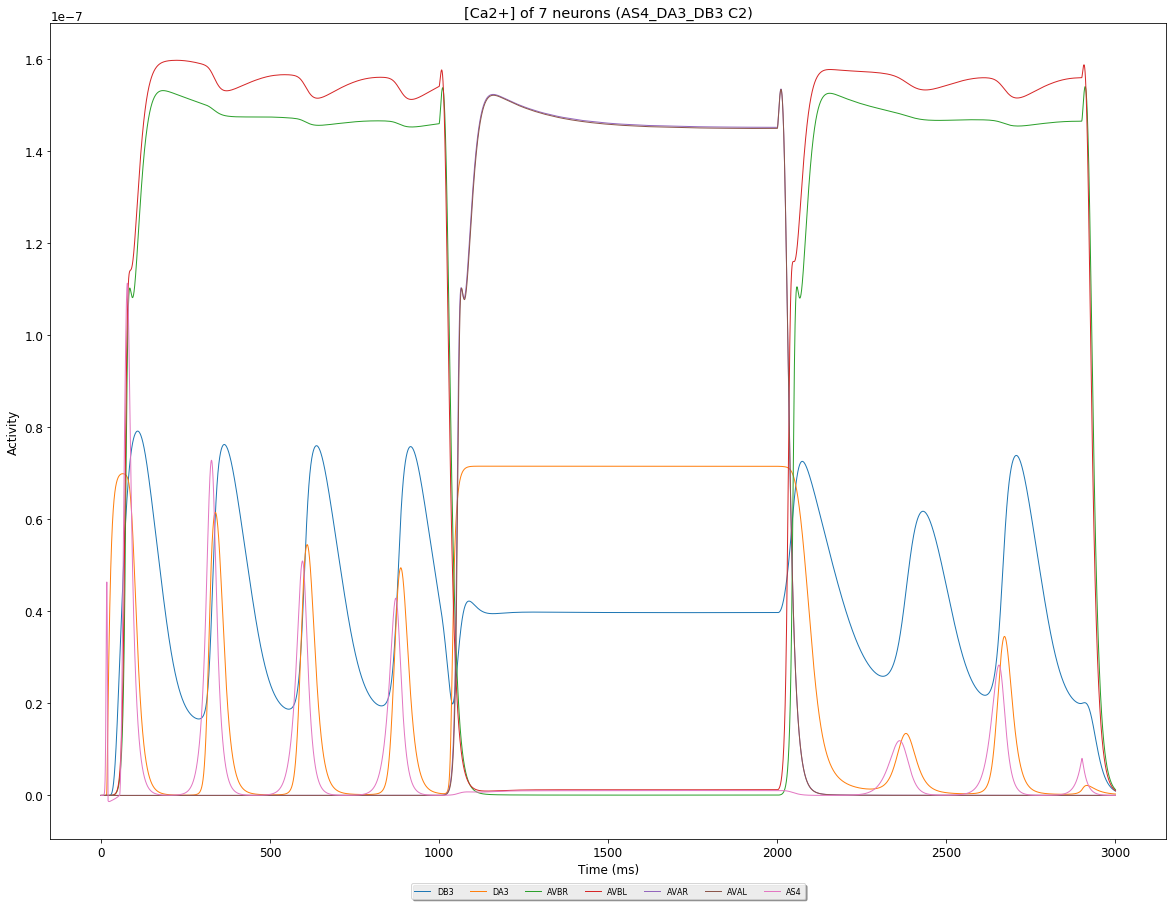 [Ca2+] of 7 neurons (AS4_DA3_DB3 C2)
1e−7
1.6
1.4
1.2
1.0
0.8
0.6
0.4
0.2
0.0
Activity
0 500 1000 1500 2000 2500 3000
Time (ms)
DB3 DA3 AVBR AVBL AVAR AVAL AS4